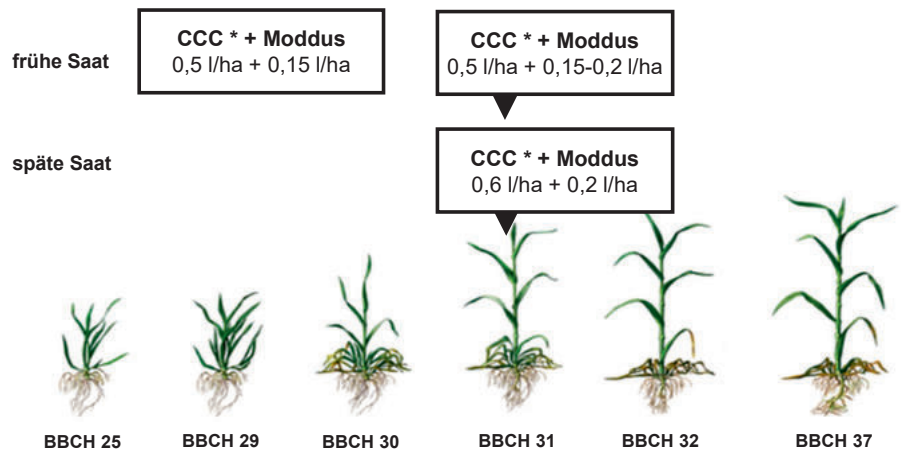 frühe Saat
CCC * + Moddus
0,5 l/ha + 0,15 l/ha
CCC * + Moddus
0,5 l/ha + 0,15-0,2 l/ha
späte Saat
CCC * + Moddus
0,6 l/ha + 0,2 l/ha
BBCH 25 BBCH 29 BBCH 30 BBCH 31 BBCH 32 BBCH 37